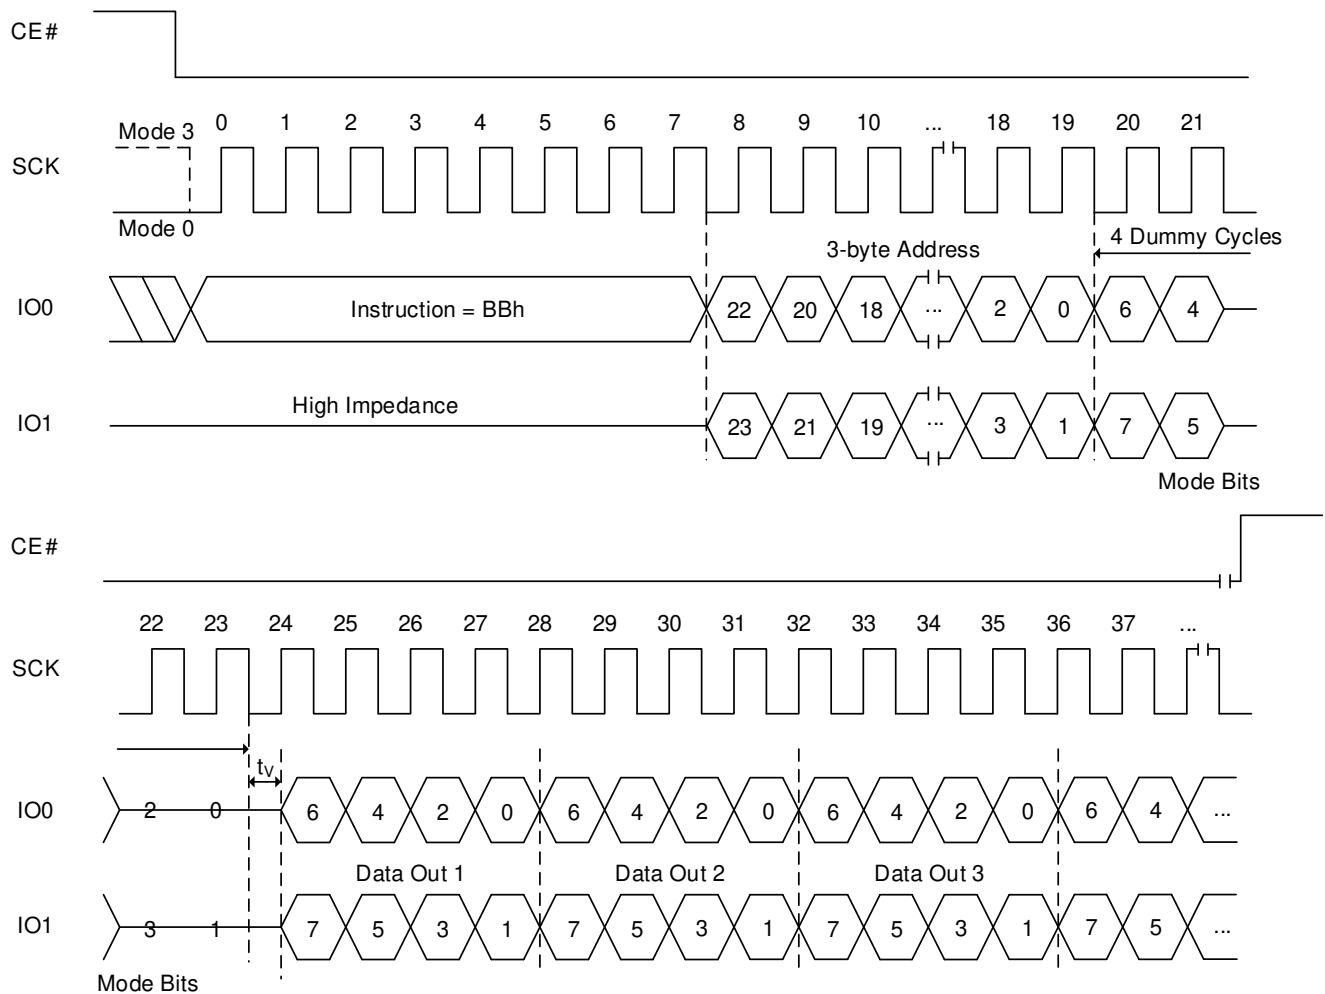 CE#
Mode 3 0 1 2 3 4 5 6 7 8 9 10 ... 18 19 20 21
SCK
Mode 0
3-byte Address 4 Dummy Cycles
IO0 Instruction = BBh 22 20 18 ... 2 0 6 4
High Impedance
IO1 23 21 19 ... 3 1 7 5
Mode Bits
CE#
22 23 24 25 26 27 28 29 30 31 32 33 34 35 36 37 ...
SCK
tV
IO0 2 0 6 4 2 0 6 4 2 0 6 4 2 0 6 4 ...
Data Out 1 Data Out 2 Data Out 3
IO1 3 1 7 5 3 1 7 5 3 1 7 5 3 1 7 5 ...
Mode Bits